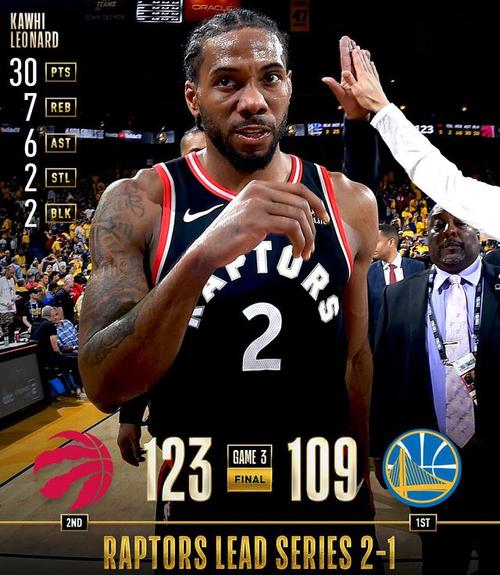 ORACLE
KAWHI
LEONARD
30 PTS
7 REB
6 AST
2 STL
2 BLK
RAPTORS
2
123 GAME 3 109
FINAL
2ND 1ST
RAPTORS LEAD SERIES 2-1